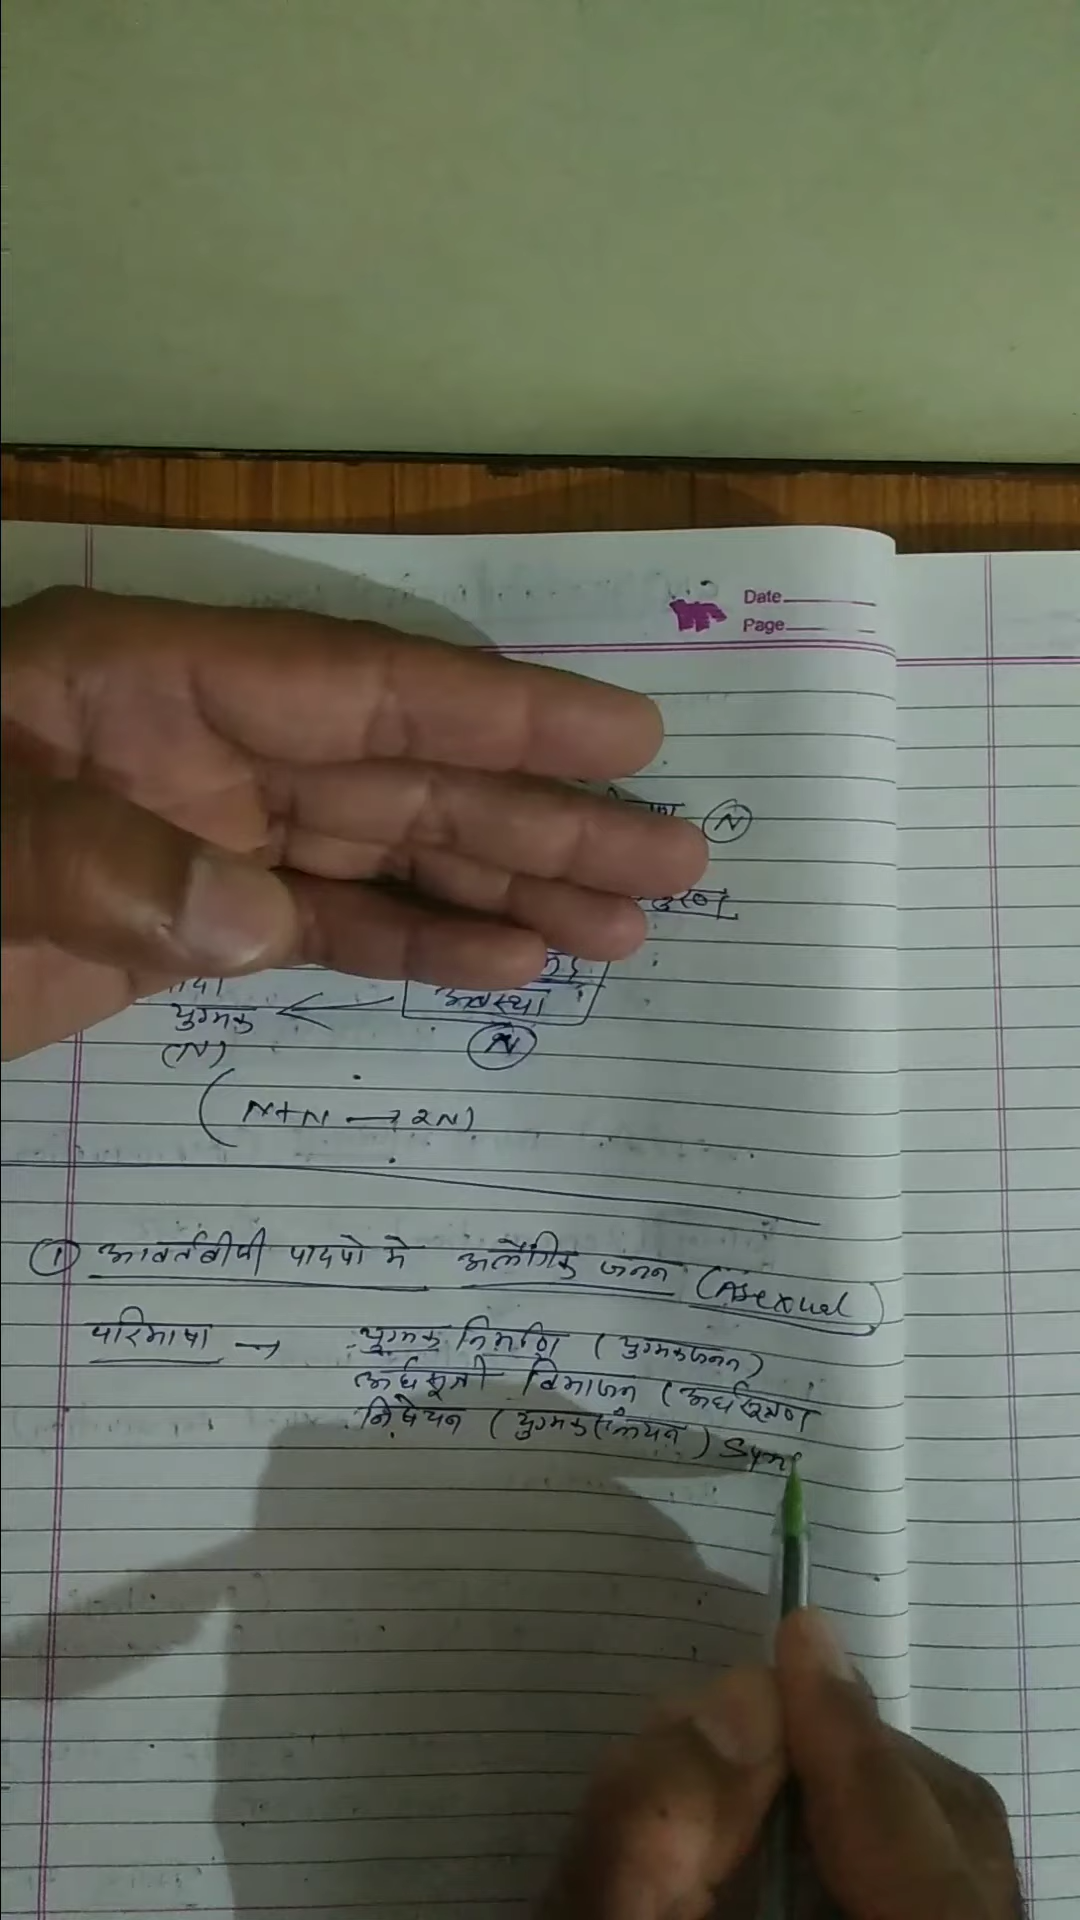 Date
Page
N
अवस्था
युग्मक
(N)
N
(N+N → 2N)
① आवर्तबीजी पादपो मे अलैंगिक जनन (Asexual)
परिभाषा → युग्मक निर्माण (युग्मकजनन)
अर्धसूत्री विभाजन (अर्धसूत्रण
निषेचन (युग्मकसंलयन) Syn